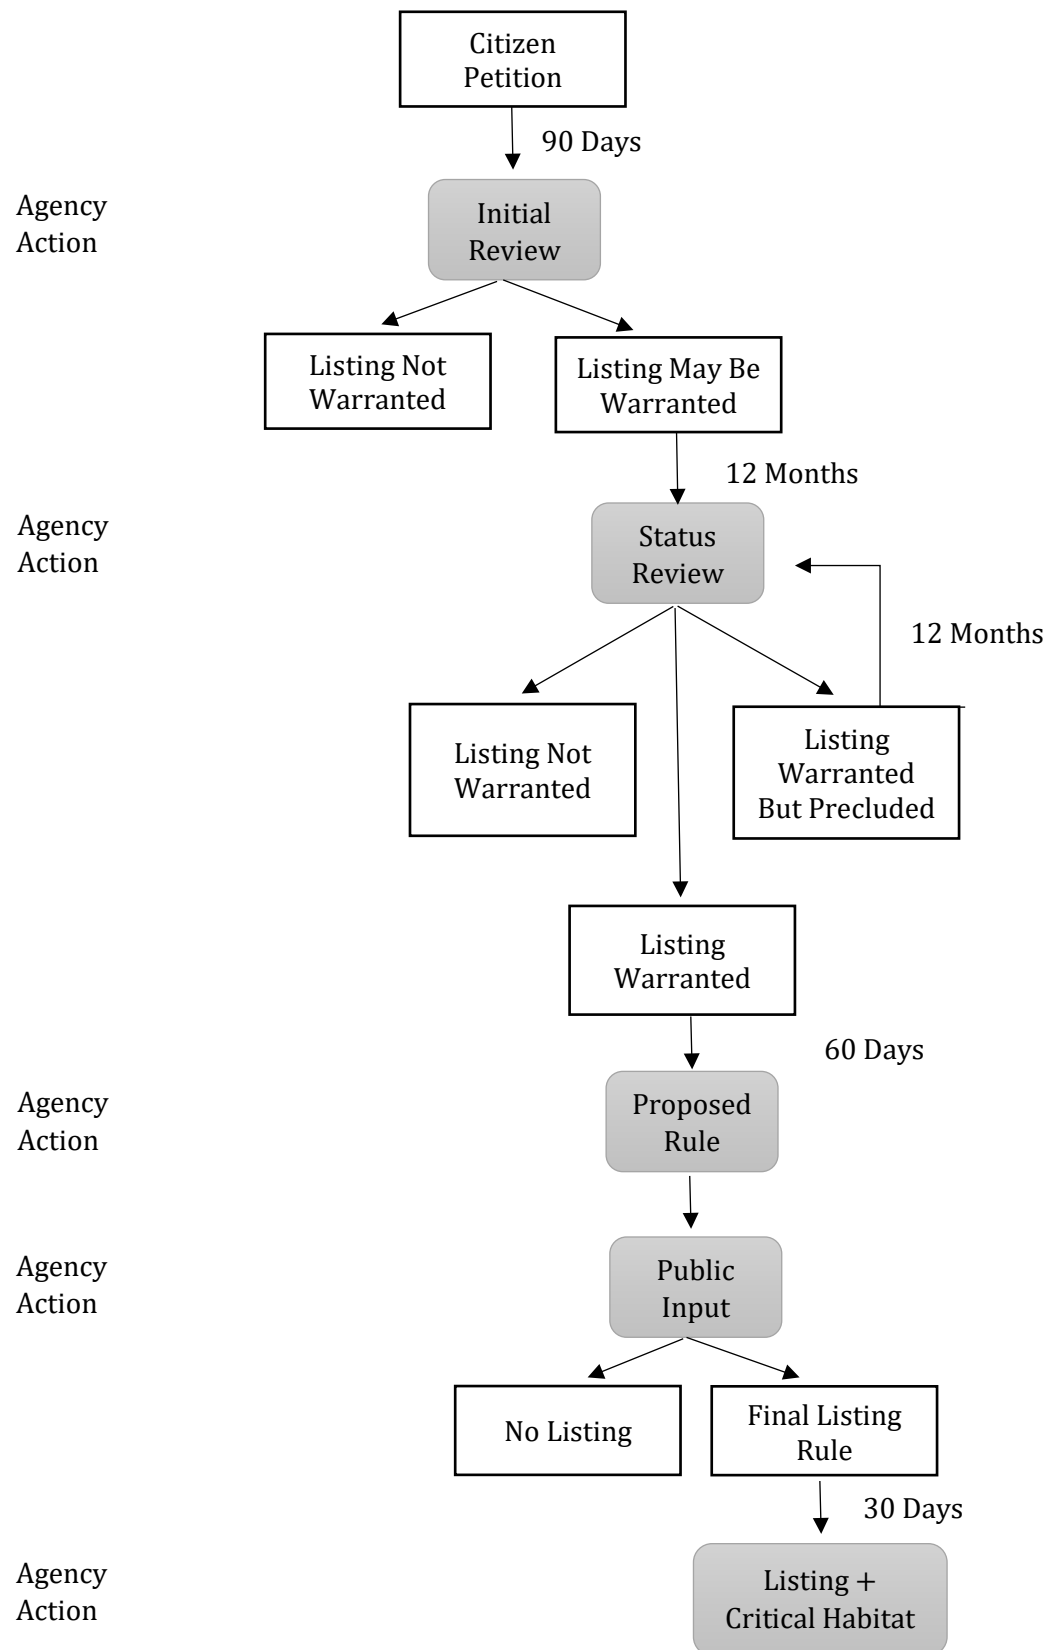 Citizen
Petition
90 Days
Agency
Action
Initial
Review
Listing Not
Warranted
Listing May Be
Warranted
12 Months
Agency
Action
Status
Review
12 Months
Listing Not
Warranted
Listing
Warranted
But Precluded
Listing
Warranted
60 Days
Agency
Action
Proposed
Rule
Agency
Action
Public
Input
No Listing
Final Listing
Rule
30 Days
Agency
Action
Listing +
Critical Habitat